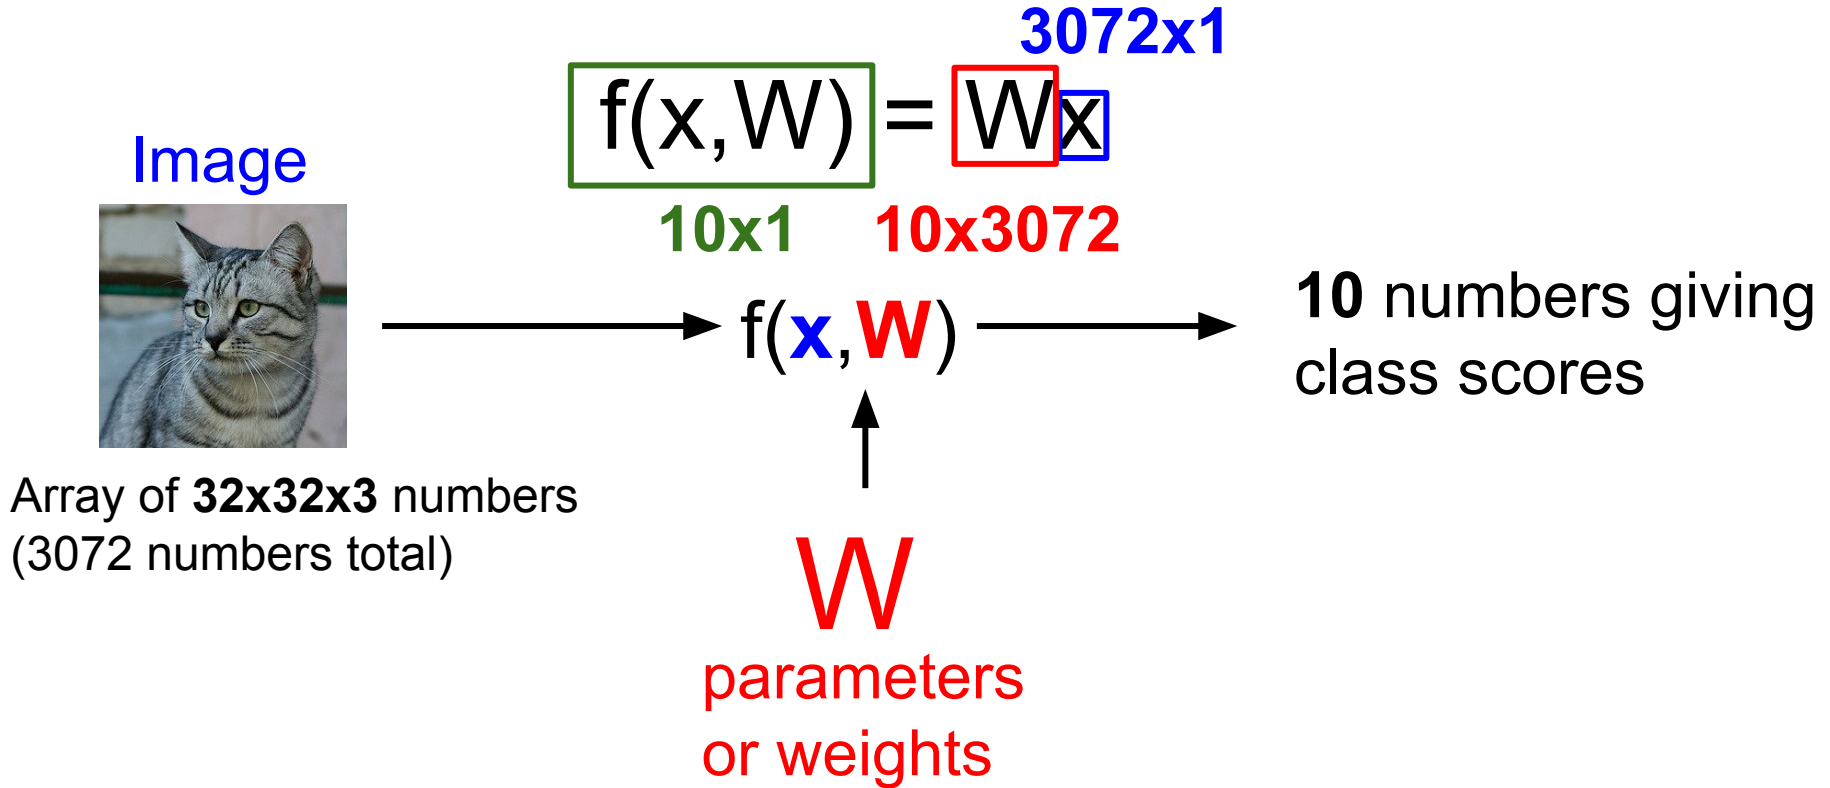 3072x1
f(x,W) = Wx
Image
10x1 10x3072
f(x,W)
10 numbers giving
class scores
Array of 32x32x3 numbers
(3072 numbers total)
W
parameters
or weights